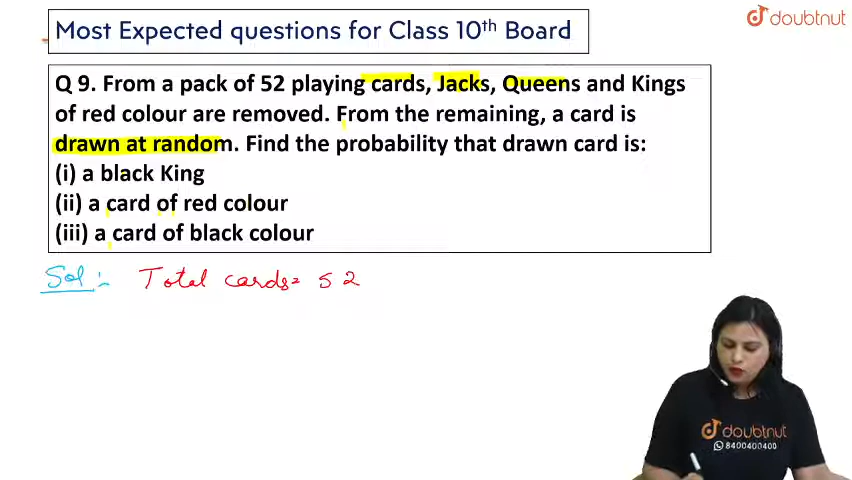 doubtnut
Most Expected questions for Class 10th Board
Q 9. From a pack of 52 playing cards, Jacks, Queens and Kings
of red colour are removed. From the remaining, a card is
drawn at random. Find the probability that drawn card is:
(i) a black King
(ii) a card of red colour
(iii) a card of black colour
Sol :- Total cards= 52
doubtnut
8400400400